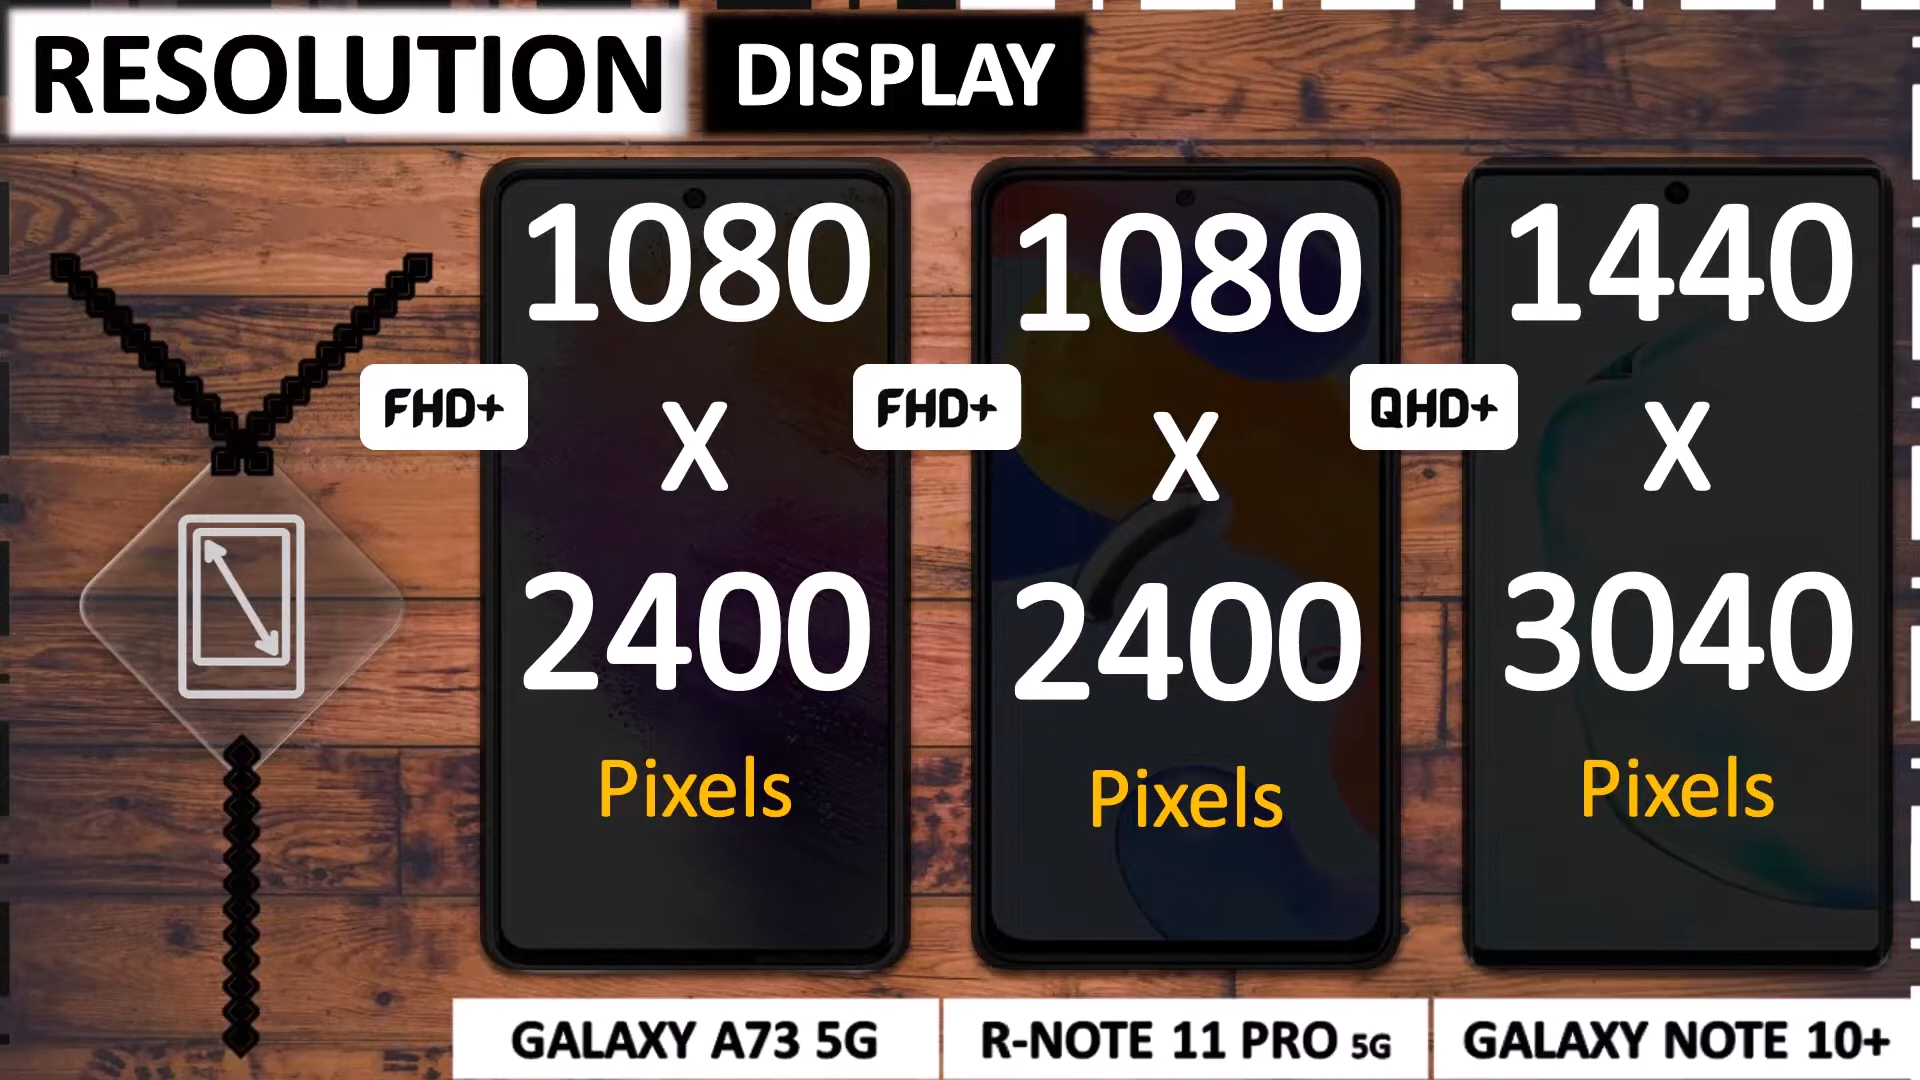 RESOLUTION DISPLAY
1080
X
2400
Pixels
FHD+
GALAXY A73 5G
1080
X
2400
Pixels
FHD+
R-NOTE 11 PRO 5G
1440
X
3040
Pixels
QHD+
GALAXY NOTE 10+